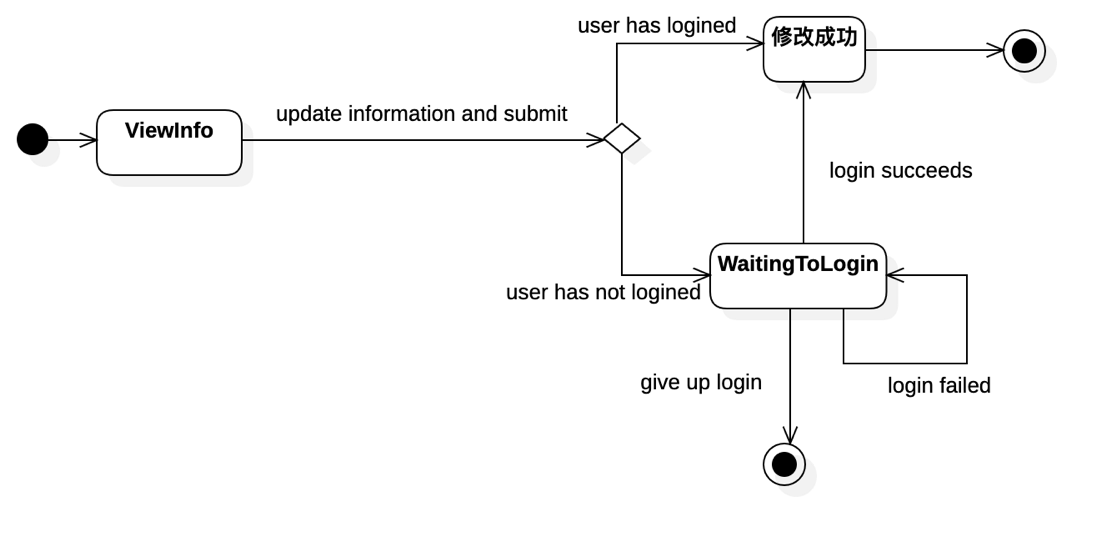 user has logined
修改成功
update information and submit
ViewInfo
login succeeds
WaitingToLogin
user has not logined
give up login
login failed